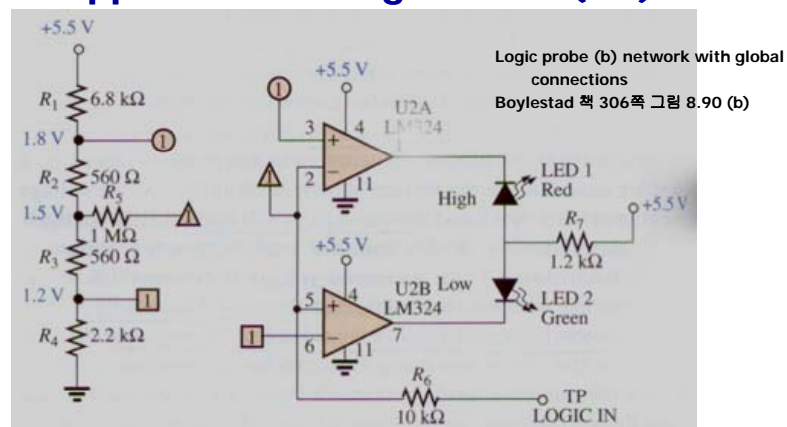 +5.5 V
Logic probe (b) network with global
connections
Boylestad 책 306쪽 그림 8.90 (b)
R1
6.8 kΩ
1.8 V
1
R2
560 Ω
R5
1.5 V
1
1 MΩ
R3
560 Ω
1.2 V
1
R4
2.2 kΩ
1
+5.5 V
U2A
LM324
3
+
4
1
2
−
11
1
High
LED 1
Red
R7
+5.5 V
1.2 kΩ
+5.5 V
Low
U2B
LM324
5
+
4
7
1
6
−
11
LED 2
Green
R6
10 kΩ
TP
LOGIC IN